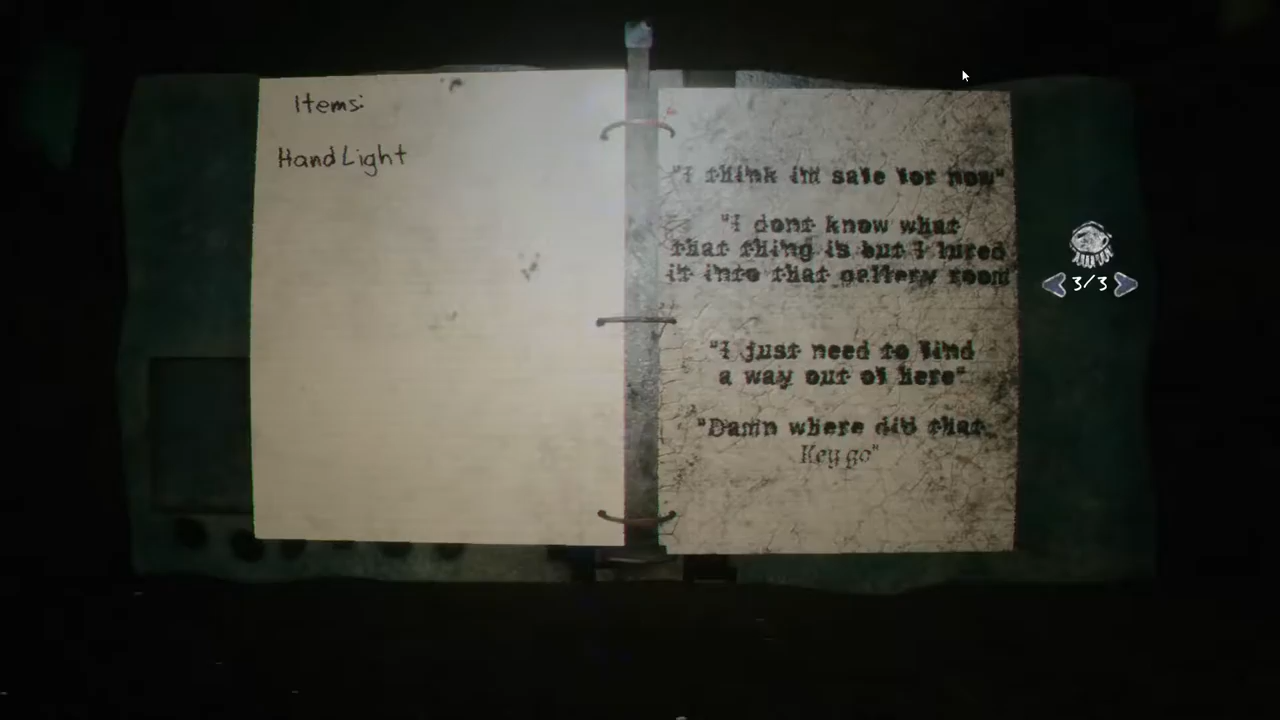 Items:
Hand Light
"I think im safe for now"
"I dont know what
that thing is but i lured
it into that gallery room
"I just need to find
a way out of here"
"Damn where did that
Key go"
3/3